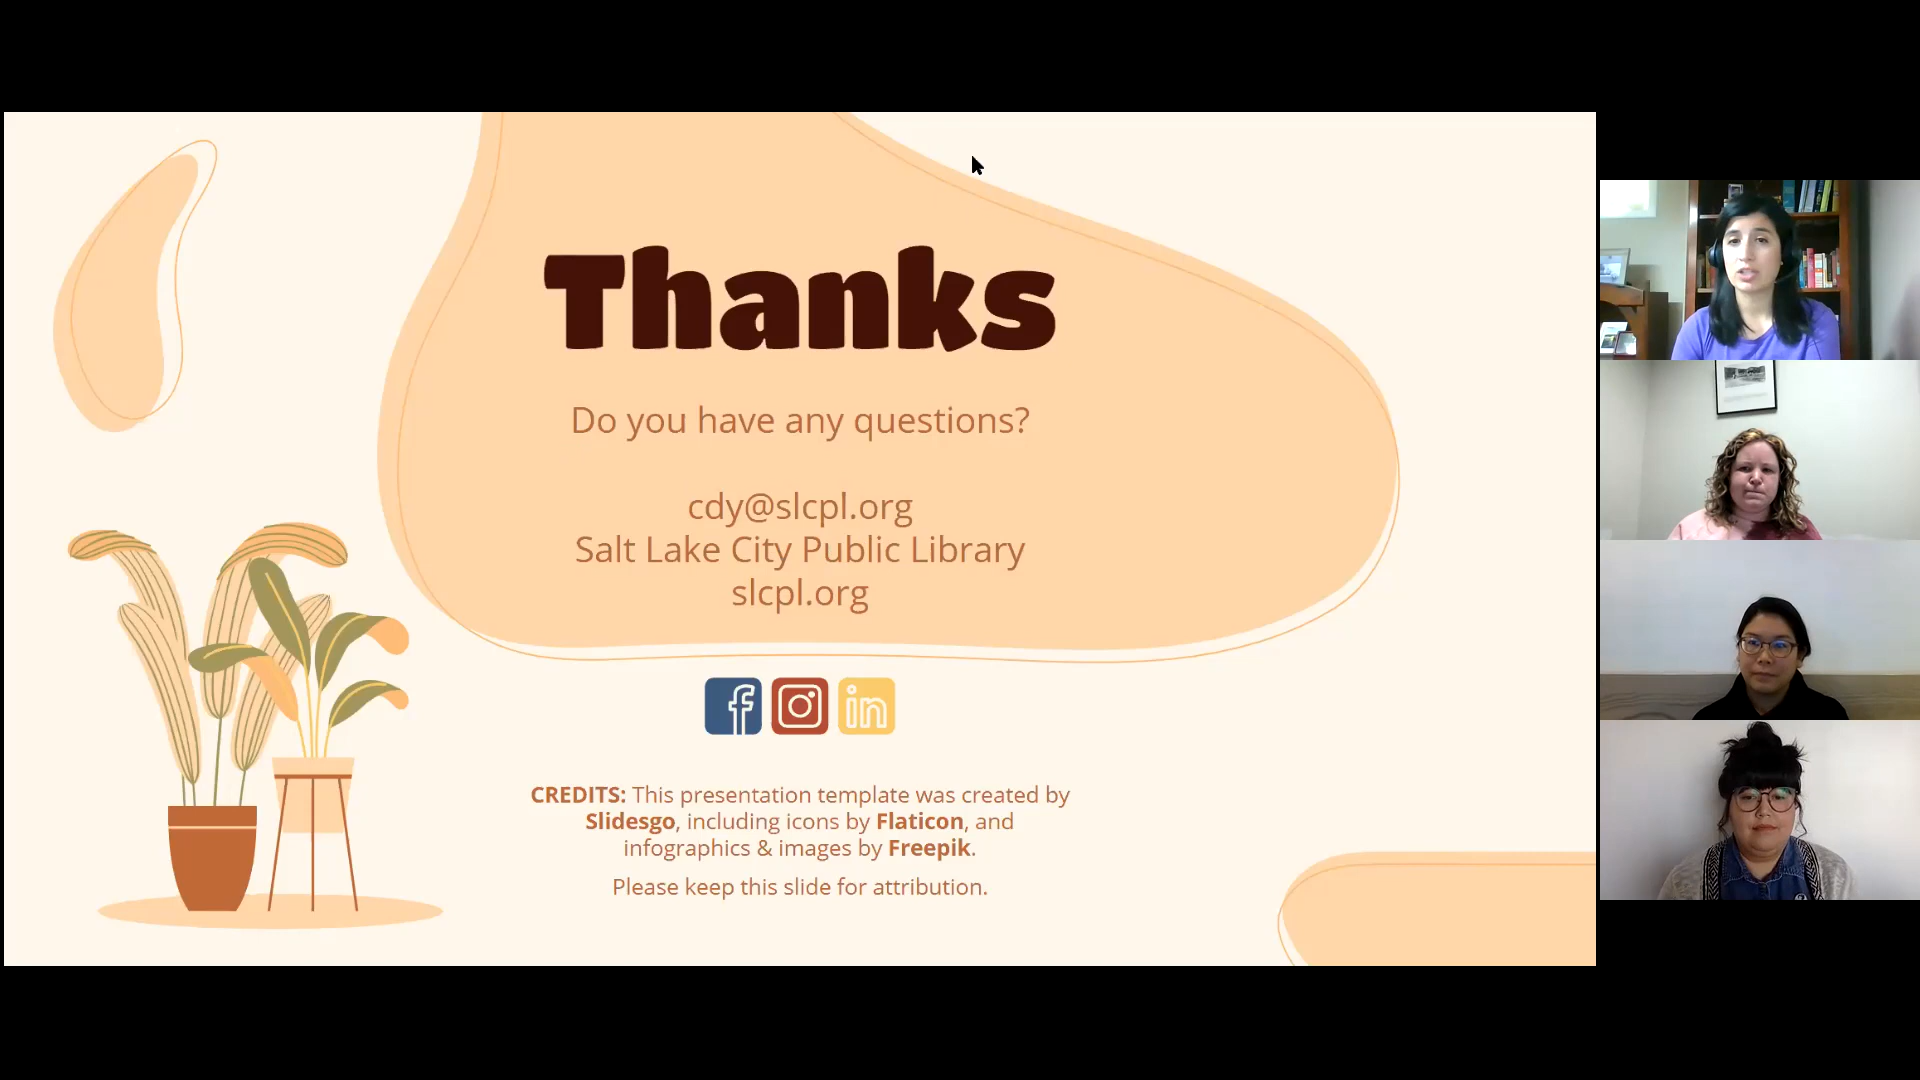 Thanks
Do you have any questions?
cdy@slcpl.org
Salt Lake City Public Library
slcpl.org
CREDITS: This presentation template was created by
Slidesgo, including icons by Flaticon, and
infographics & images by Freepik.
Please keep this slide for attribution.